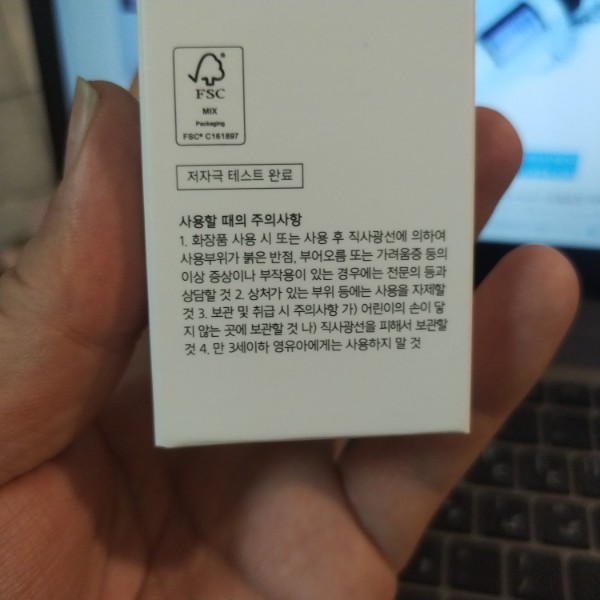 FSC®
MIX
Packaging
FSC® C161897
저자극 테스트 완료
사용할 때의 주의사항
1. 화장품 사용 시 또는 사용 후 직사광선에 의하여
사용부위가 붉은 반점, 부어오름 또는 가려움증 등의
이상 증상이나 부작용이 있는 경우에는 전문의 등과
상담할 것 2. 상처가 있는 부위 등에는 사용을 자제할
것 3. 보관 및 취급 시 주의사항 가) 어린이의 손이 닿
지 않는 곳에 보관할 것 나) 직사광선을 피해서 보관할
것 4. 만 3세이하 영유아에게는 사용하지 말 것